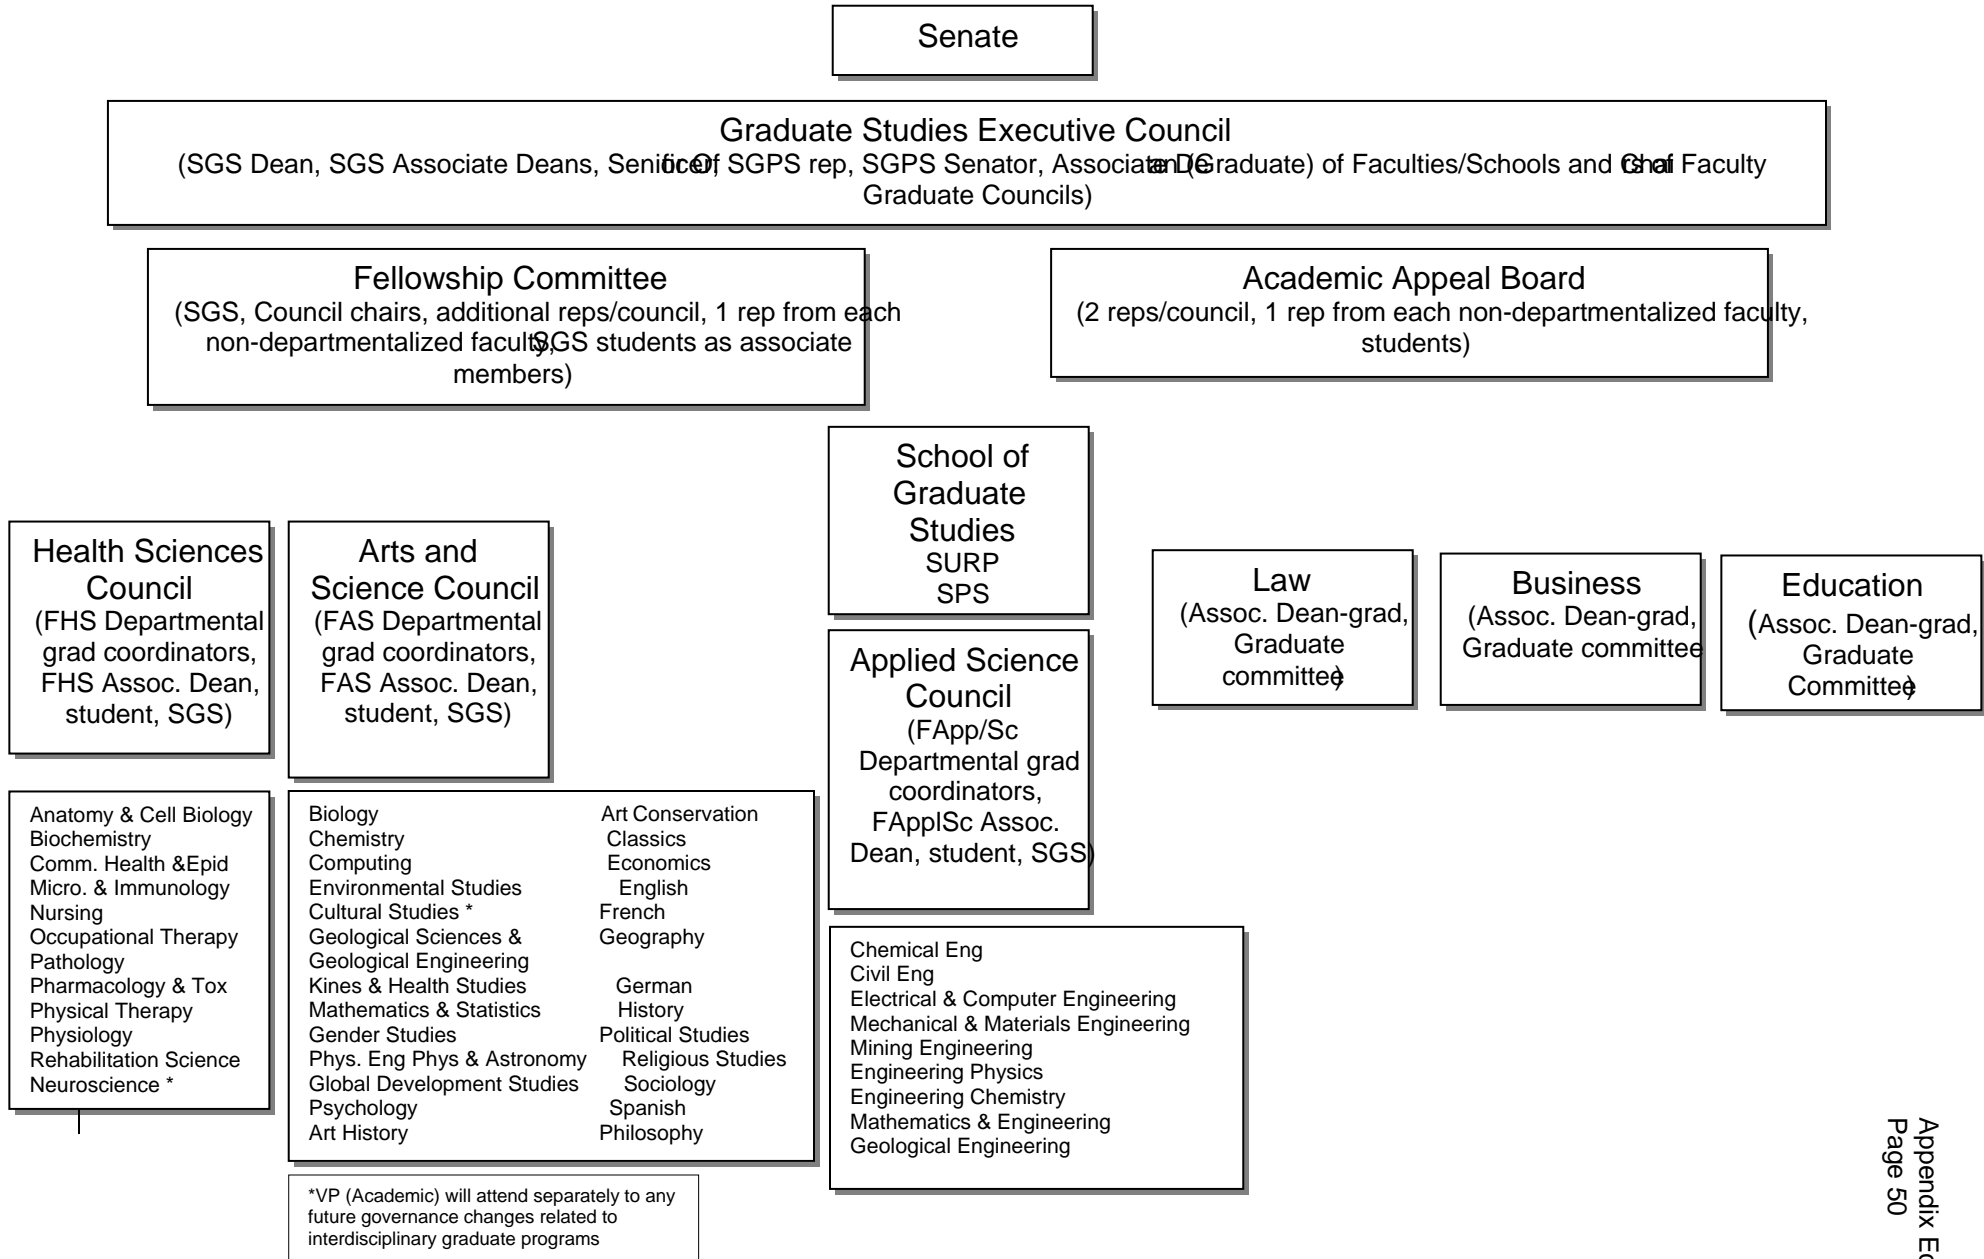 Senate
Graduate Studies Executive Council
(SGS Dean, SGS Associate Deans, Senior Officer, SGPS rep, SGPS Senator, Associate Dean (Graduate) of Faculties/Schools and Chairs of Faculty
Graduate Councils)
Fellowship Committee
(SGS, Council chairs, additional reps/council, 1 rep from each
non-departmentalized faculty, SGS students as associate
members)
Academic Appeal Board
(2 reps/council, 1 rep from each non-departmentalized faculty,
students)
School of
Graduate
Studies
SURP
SPS
Health Sciences
Council
(FHS Departmental
grad coordinators,
FHS Assoc. Dean,
student, SGS)
Arts and
Science Council
(FAS Departmental
grad coordinators,
FAS Assoc. Dean,
student, SGS)
Applied Science
Council
(FApp/Sc
Departmental grad
coordinators,
FApplSc Assoc.
Dean, student, SGS)
Law
(Assoc. Dean-grad,
Graduate
committee)
Business
(Assoc. Dean-grad,
Graduate committee
Education
(Assoc. Dean-grad,
Graduate
Committee)
Anatomy & Cell Biology
Biochemistry
Comm. Health &Epid
Micro. & Immunology
Nursing
Occupational Therapy
Pathology
Pharmacology & Tox
Physical Therapy
Physiology
Rehabilitation Science
Neuroscience *
Biology Art Conservation
Chemistry Classics
Computing Economics
Environmental Studies English
Cultural Studies * French
Geological Sciences & Geography
Geological Engineering
Kines & Health Studies German
Mathematics & Statistics History
Gender Studies Political Studies
Phys. Eng Phys & Astronomy Religious Studies
Global Development Studies Sociology
Psychology Spanish
Art History Philosophy
Chemical Eng
Civil Eng
Electrical & Computer Engineering
Mechanical & Materials Engineering
Mining Engineering
Engineering Physics
Engineering Chemistry
Mathematics & Engineering
Geological Engineering
*VP (Academic) will attend separately to any
future governance changes related to
interdisciplinary graduate programs
Appendix
Page 50